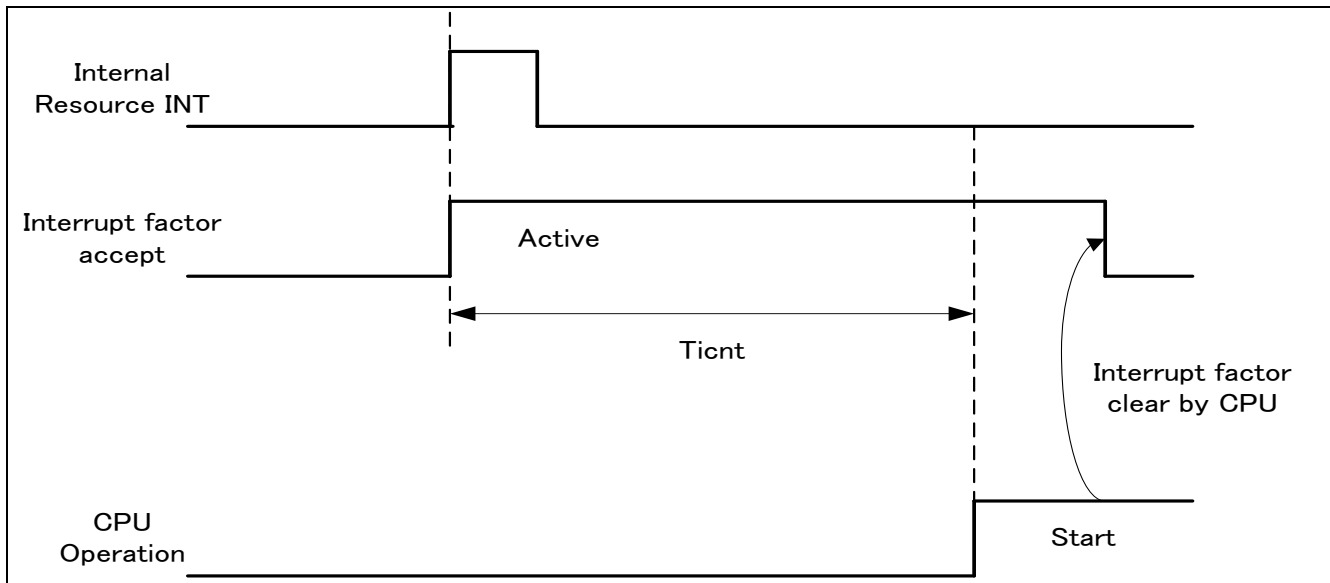 Internal
Resource INT
Interrupt factor
accept
Active
Ticnt
Interrupt factor
clear by CPU
CPU
Operation
Start